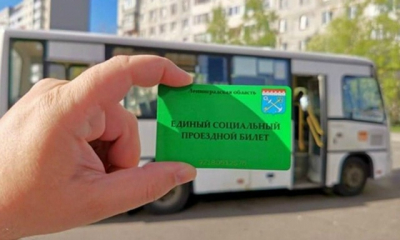 Ленинградская область
ЕДИНЫЙ СОЦИАЛЬНЫЙ
ПРОЕЗДНОЙ БИЛЕТ